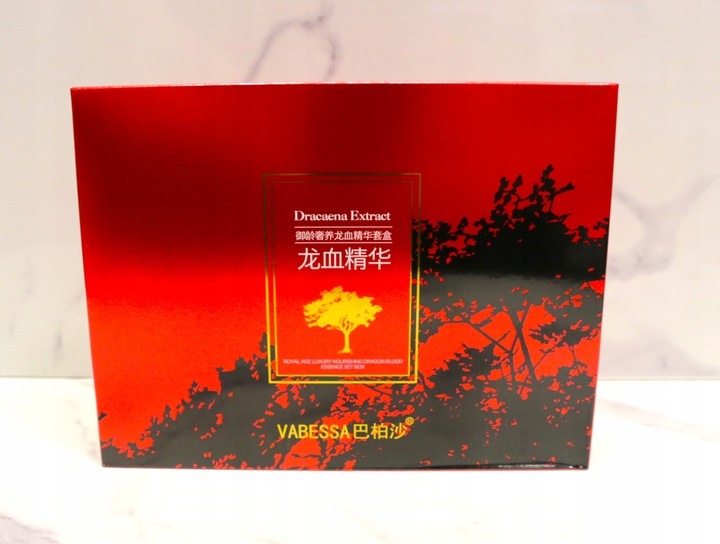 Dracaena Extract
御龄奢养龙血精华套盒
龙血精华
ROYAL AGE LUXURY NOURISHING DRAGON BLOOD
ESSENCE SET BOX
VABESSA巴柏沙®